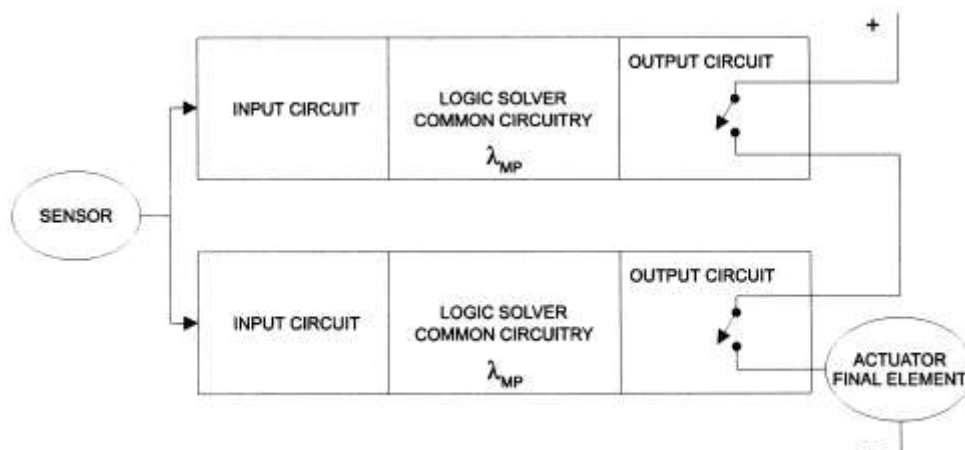 +
OUTPUT CIRCUIT
INPUT CIRCUIT
LOGIC SOLVER
COMMON CIRCUITRY
λMP
SENSOR
OUTPUT CIRCUIT
INPUT CIRCUIT
LOGIC SOLVER
COMMON CIRCUITRY
λMP
ACTUATOR
FINAL ELEMENT